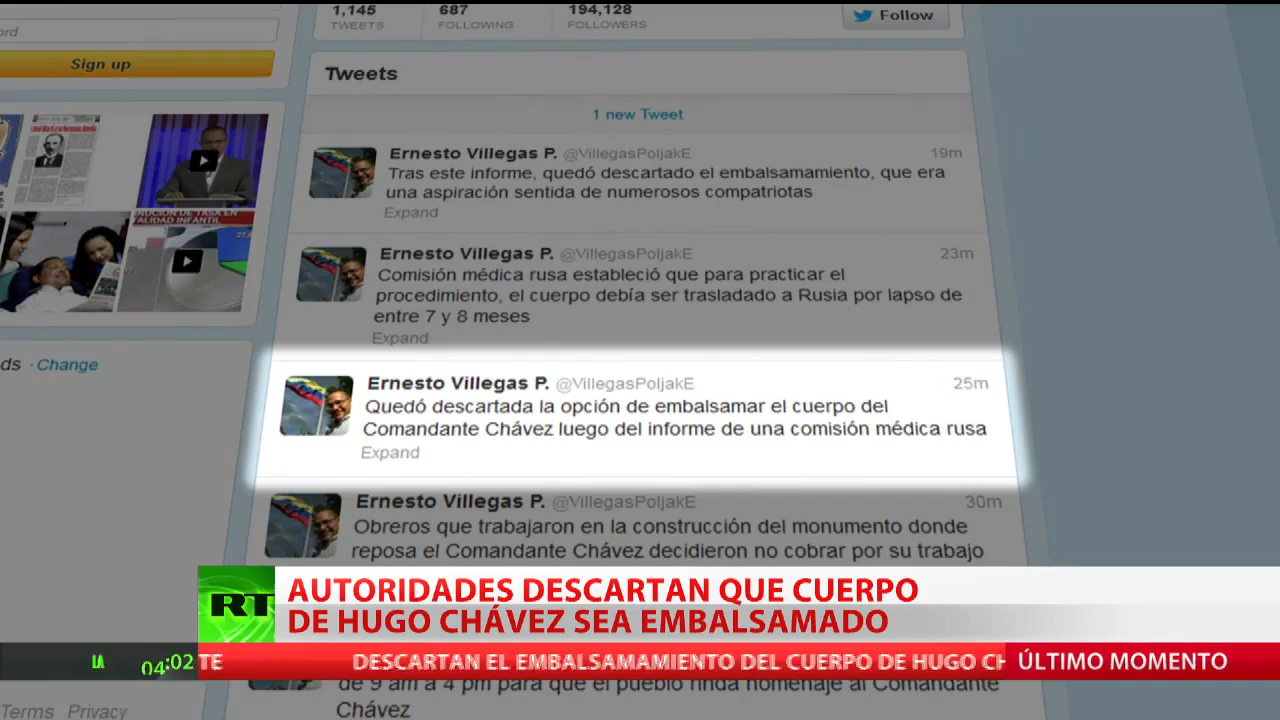 1,145
TWEETS
687
FOLLOWING
194,128
FOLLOWERS
Follow
ord
Sign up
Tweets
1 new Tweet
Ernesto Villegas P. @VillegasPoljakE 19m
Tras este informe, quedó descartado el embalsamamiento, que era
una aspiración sentida de numerosos compatriotas
Expand
Ernesto Villegas P. @VillegasPoljakE 23m
Comisión médica rusa estableció que para practicar el
procedimiento, el cuerpo debía ser trasladado a Rusia por lapso de
entre 7 y 8 meses
Expand
ds · Change
Ernesto Villegas P. @VillegasPoljakE 25m
Quedó descartada la opción de embalsamar el cuerpo del
Comandante Chávez luego del informe de una comisión médica rusa
Expand
Ernesto Villegas P. @VillegasPoljakE 30m
Obreros que trabajaron en la construcción del monumento donde
reposa el Comandante Chávez decidieron no cobrar por su trabajo
RT
AUTORIDADES DESCARTAN QUE CUERPO
DE HUGO CHÁVEZ SEA EMBALSAMADO
LA 04:02 TE DESCARTAN EL EMBALSAMAMIENTO DEL CUERPO DE HUGO CH ÚLTIMO MOMENTO
de 9 am a 4 pm para que el pueblo rinda homenaje al Comandante
Chávez
Terms Privacy